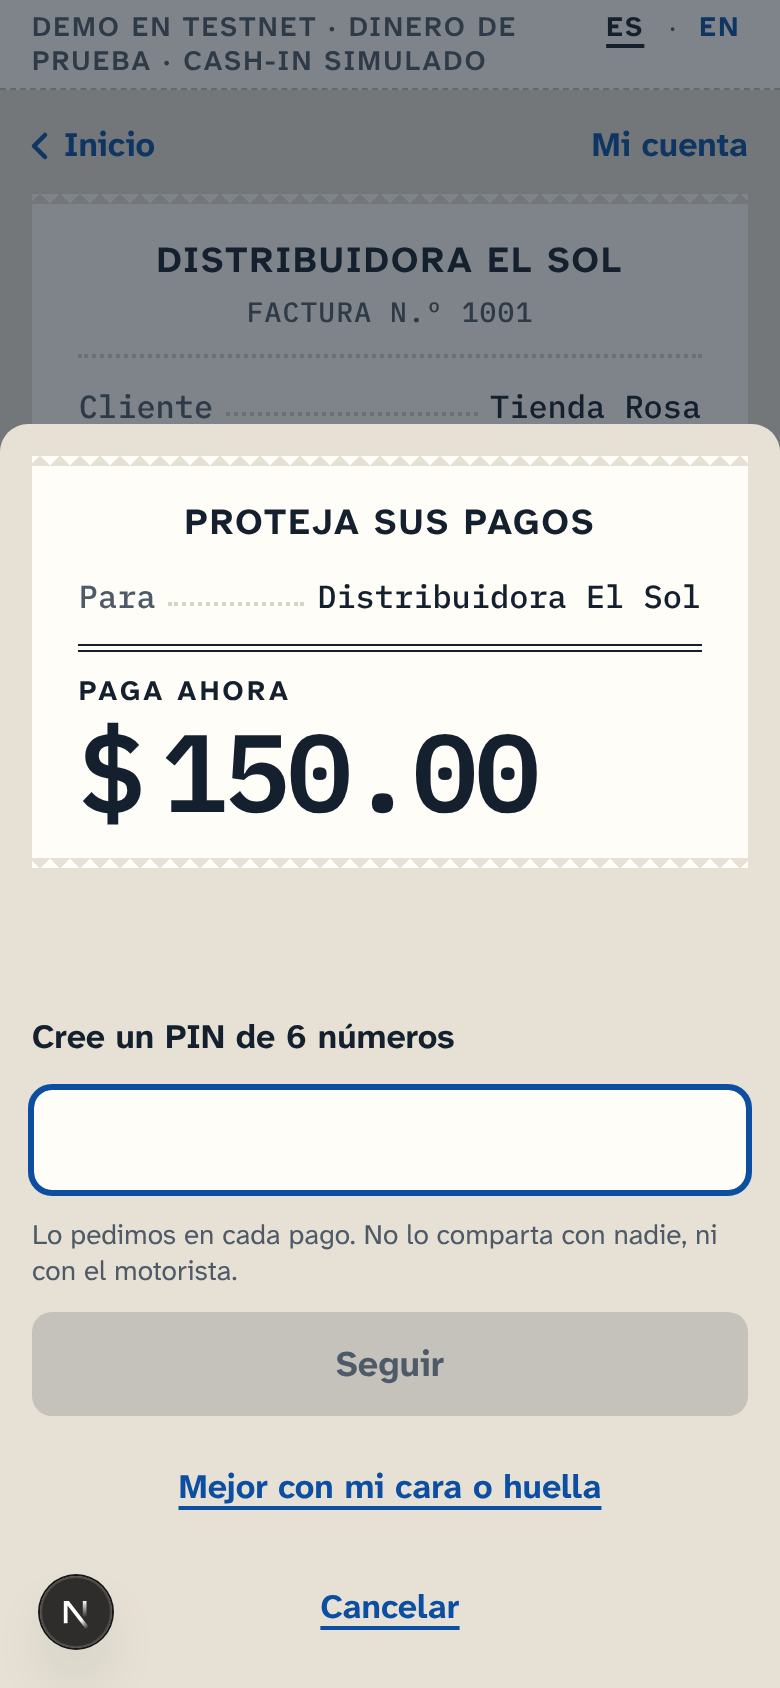 DEMO EN TESTNET · DINERO DE
PRUEBA · CASH-IN SIMULADO
ES · EN
Inicio
Mi cuenta
DISTRIBUIDORA EL SOL
FACTURA N.º 1001
Cliente Tienda Rosa
PROTEJA SUS PAGOS
Para Distribuidora El Sol
PAGA AHORA
$150.00
Cree un PIN de 6 números
Lo pedimos en cada pago. No lo comparta con nadie, ni
con el motorista.
Seguir
Mejor con mi cara o huella
N
Cancelar